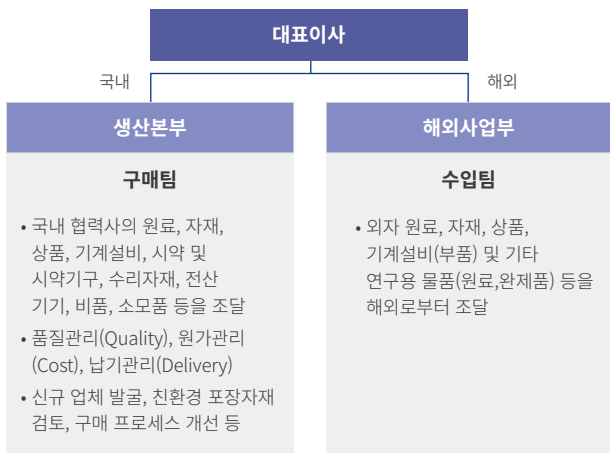 대표이사
국내
해외
생산본부
구매팀
• 국내 협력사의 원료, 자재,
상품, 기계설비, 시약 및
시약기구, 수리자재, 전산
기기, 비품, 소모품 등을 조달
• 품질관리(Quality), 원가관리
(Cost), 납기관리(Delivery)
• 신규 업체 발굴, 친환경 포장자재
검토, 구매 프로세스 개선 등
해외사업부
수입팀
• 외자 원료, 자재, 상품,
기계설비(부품) 및 기타
연구용 물품(원료,완제품) 등을
해외로부터 조달